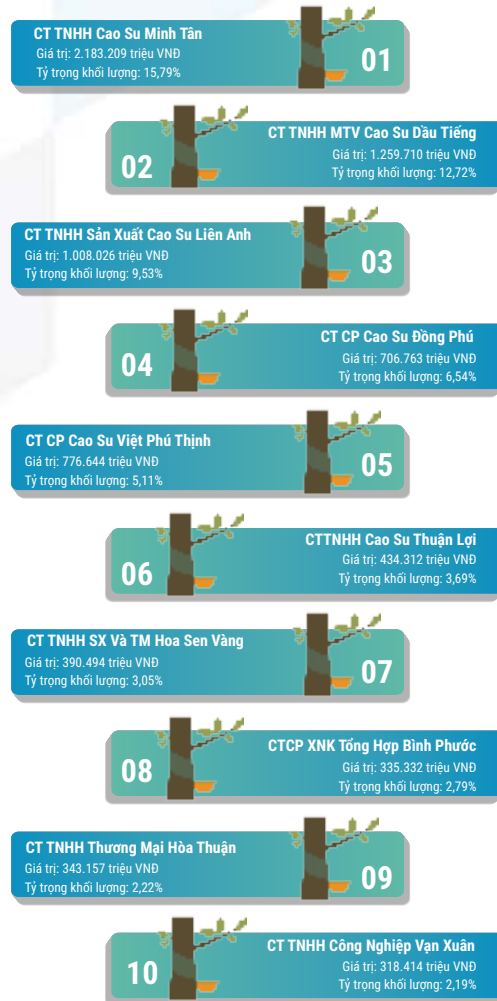 CT TNHH Cao Su Minh Tân
Giá trị: 2.183.209 triệu VNĐ
Tỷ trọng khối lượng: 15,79%
01
CT TNHH MTV Cao Su Dầu Tiếng
Giá trị: 1.259.710 triệu VNĐ
Tỷ trọng khối lượng: 12,72%
02
CT TNHH Sản Xuất Cao Su Liên Anh
Giá trị: 1.008.026 triệu VNĐ
Tỷ trọng khối lượng: 9,53%
03
CT CP Cao Su Đồng Phú
Giá trị: 706.763 triệu VNĐ
Tỷ trọng khối lượng: 6,54%
04
CT CP Cao Su Việt Phú Thịnh
Giá trị: 776.644 triệu VNĐ
Tỷ trọng khối lượng: 5,11%
05
CTTNHH Cao Su Thuận Lợi
Giá trị: 434.312 triệu VNĐ
Tỷ trọng khối lượng: 3,69%
06
CT TNHH SX Và TM Hoa Sen Vàng
Giá trị: 390.494 triệu VNĐ
Tỷ trọng khối lượng: 3,05%
07
CTCP XNK Tổng Hợp Bình Phước
Giá trị: 335.332 triệu VNĐ
Tỷ trọng khối lượng: 2,79%
08
CT TNHH Thương Mại Hòa Thuận
Giá trị: 343.157 triệu VNĐ
Tỷ trọng khối lượng: 2,22%
09
CT TNHH Công Nghiệp Vạn Xuân
Giá trị: 318.414 triệu VNĐ
Tỷ trọng khối lượng: 2,19%
10